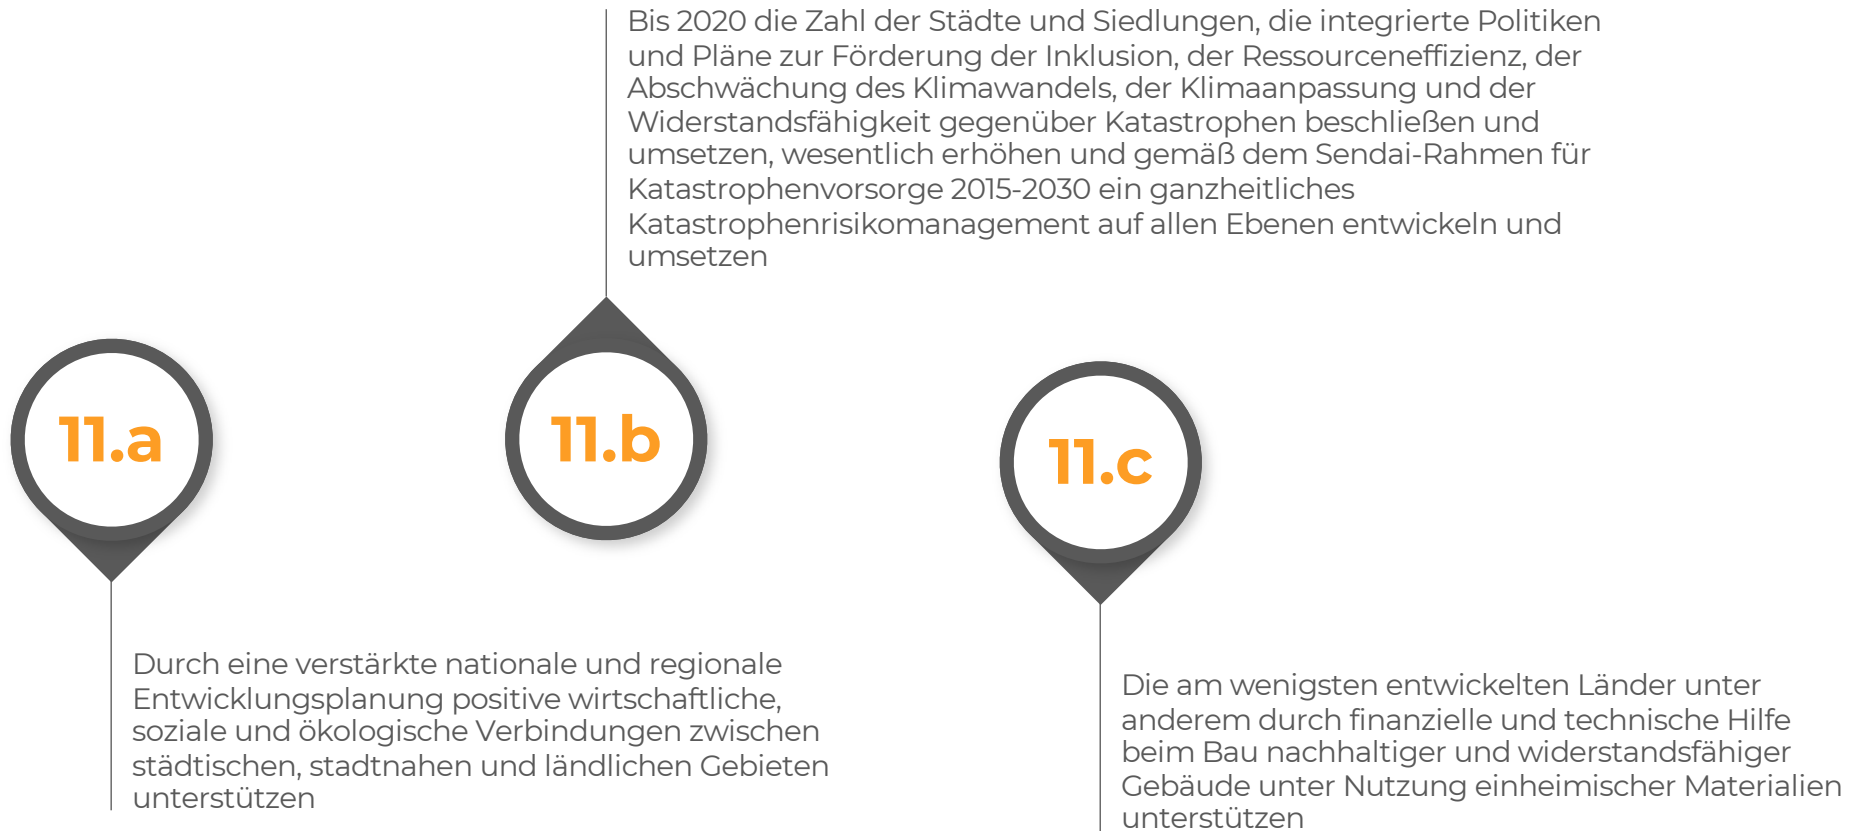 Bis 2020 die Zahl der Städte und Siedlungen, die integrierte Politiken
und Pläne zur Förderung der Inklusion, der Ressourceneffizienz, der
Abschwächung des Klimawandels, der Klimaanpassung und der
Widerstandsfähigkeit gegenüber Katastrophen beschließen und
umsetzen, wesentlich erhöhen und gemäß dem Sendai-Rahmen für
Katastrophenvorsorge 2015-2030 ein ganzheitliches
Katastrophenrisikomanagement auf allen Ebenen entwickeln und
umsetzen
11.a
11.b
11.c
Durch eine verstärkte nationale und regionale
Entwicklungsplanung positive wirtschaftliche,
soziale und ökologische Verbindungen zwischen
städtischen, stadtnahen und ländlichen Gebieten
unterstützen
Die am wenigsten entwickelten Länder unter
anderem durch finanzielle und technische Hilfe
beim Bau nachhaltiger und widerstandsfähiger
Gebäude unter Nutzung einheimischer Materialien
unterstützen